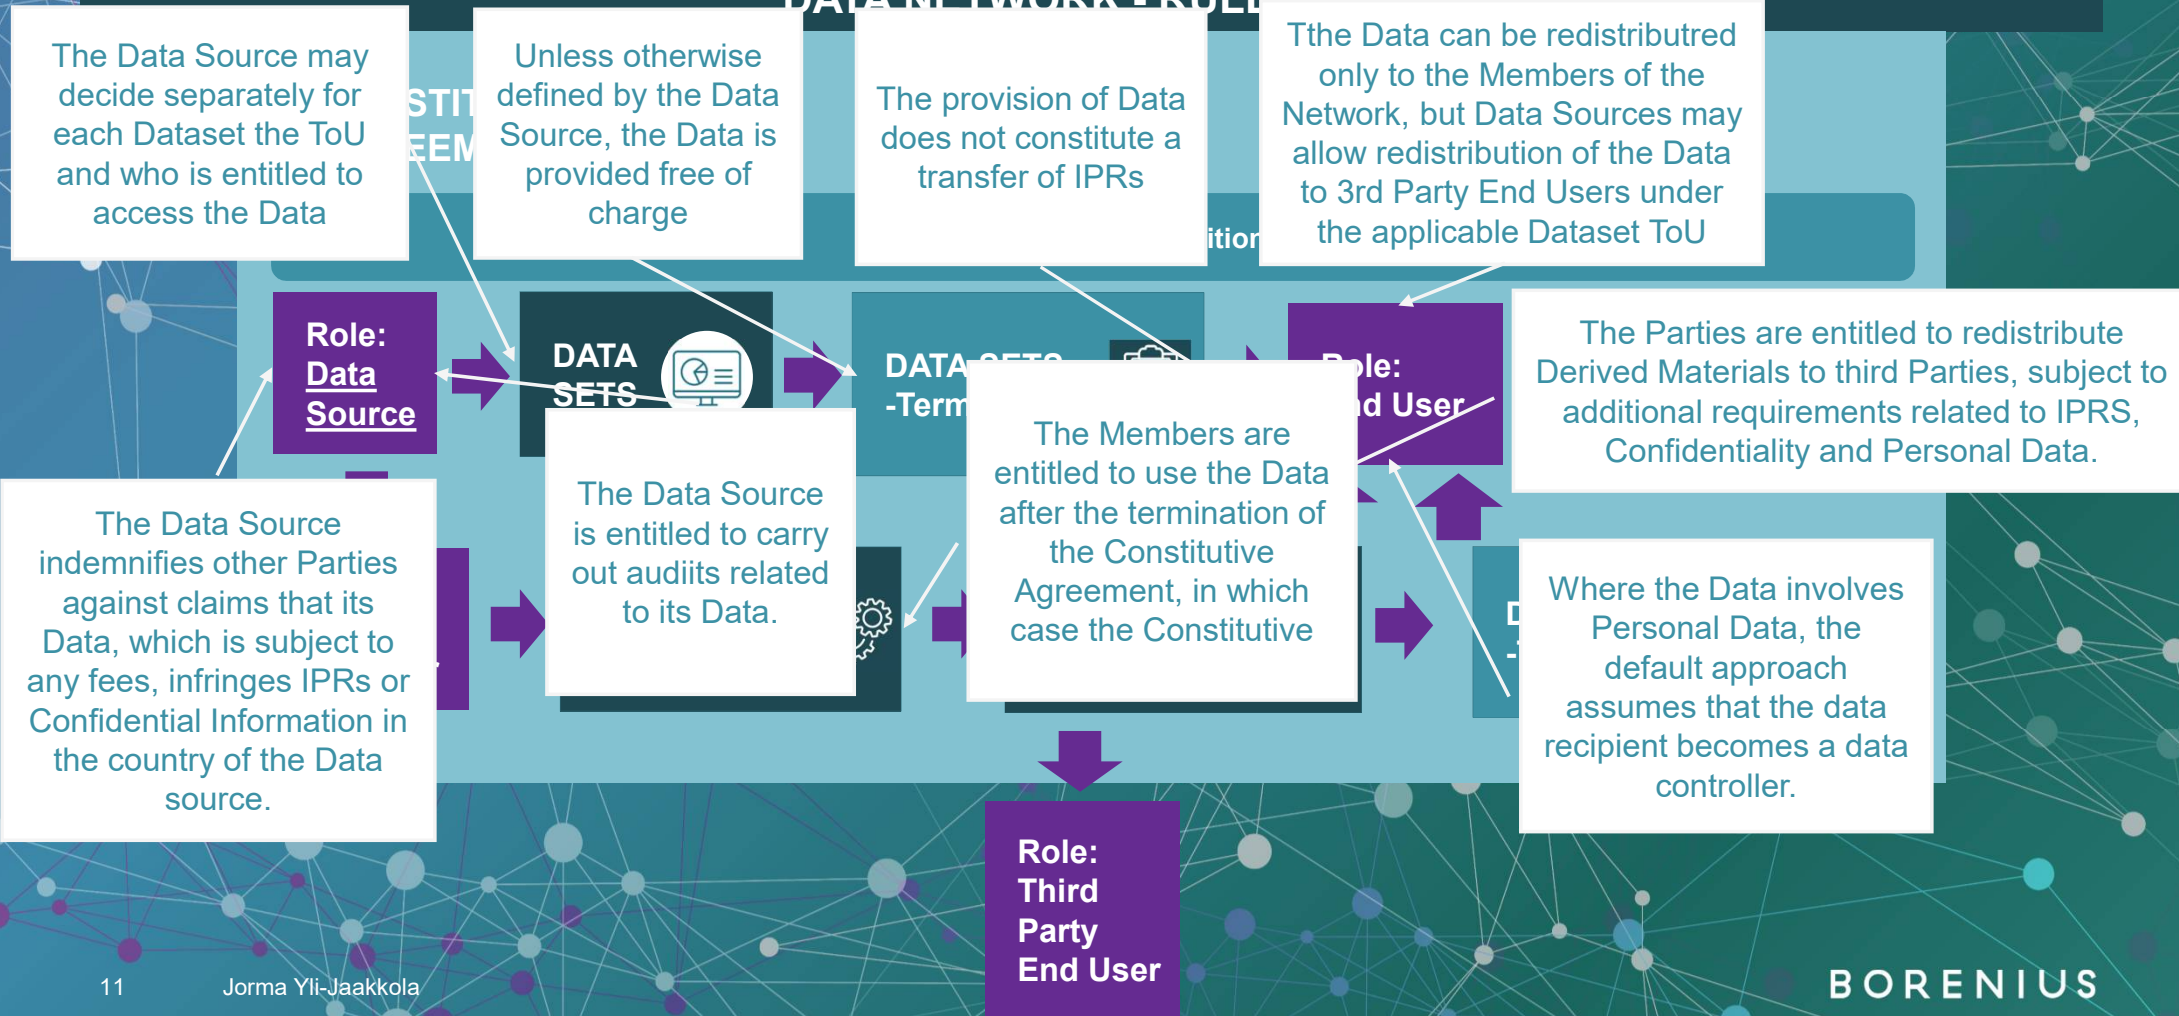 DATA NETWORK - RULE
The Data Source may
decide separately for
each Dataset the ToU
and who is entitled to
access the Data
Unless otherwise
defined by the Data
Source, the Data is
provided free of
charge
The provision of Data
does not constitute a
transfer of IPRs
Tthe Data can be redistributred
only to the Members of the
Network, but Data Sources may
allow redistribution of the Data
to 3rd Party End Users under
the applicable Dataset ToU
Role:
Data
Source
DATA
SETS
DATA SETS
-Term
End User
The Parties are entitled to redistribute
Derived Materials to third Parties, subject to
additional requirements related to IPRS,
Confidentiality and Personal Data.
The Data Source
indemnifies other Parties
against claims that its
Data, which is subject to
any fees, infringes IPRs or
Confidential Information in
the country of the Data
source.
The Data Source
is entitled to carry
out audiits related
to its Data.
The Members are
entitled to use the Data
after the termination of
the Constitutive
Agreement, in which
case the Constitutive
Where the Data involves
Personal Data, the
default approach
assumes that the data
recipient becomes a data
controller.
Role:
Third
Party
End User
11 Jorma Yli-Jaakkola
BORENIUS